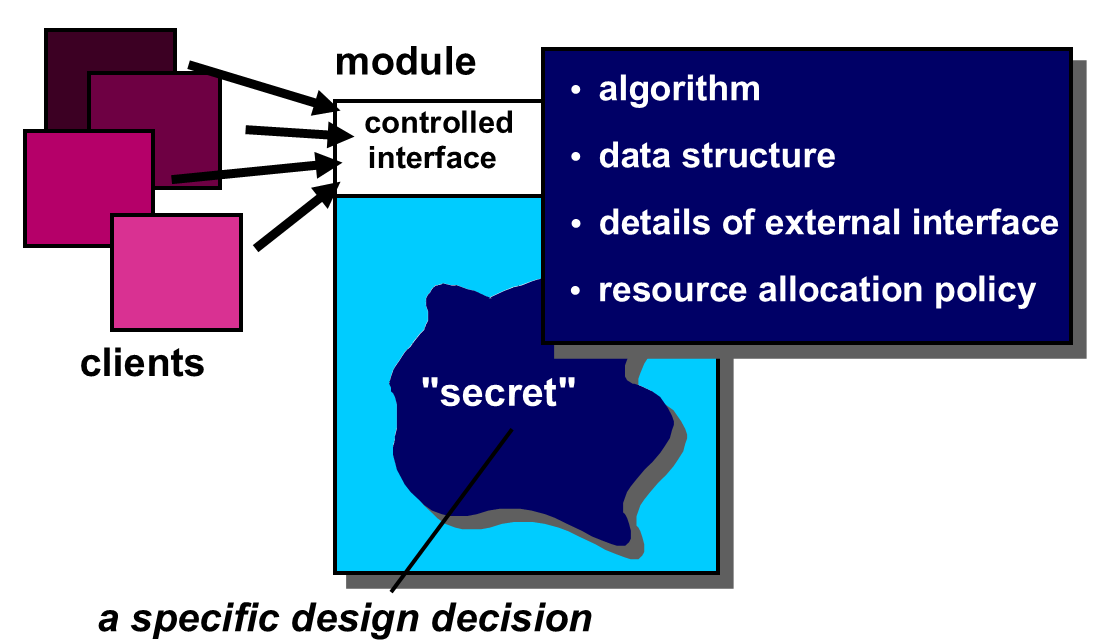 module
controlled
interface
• algorithm
• data structure
• details of external interface
• resource allocation policy
clients
"secret"
a specific design decision